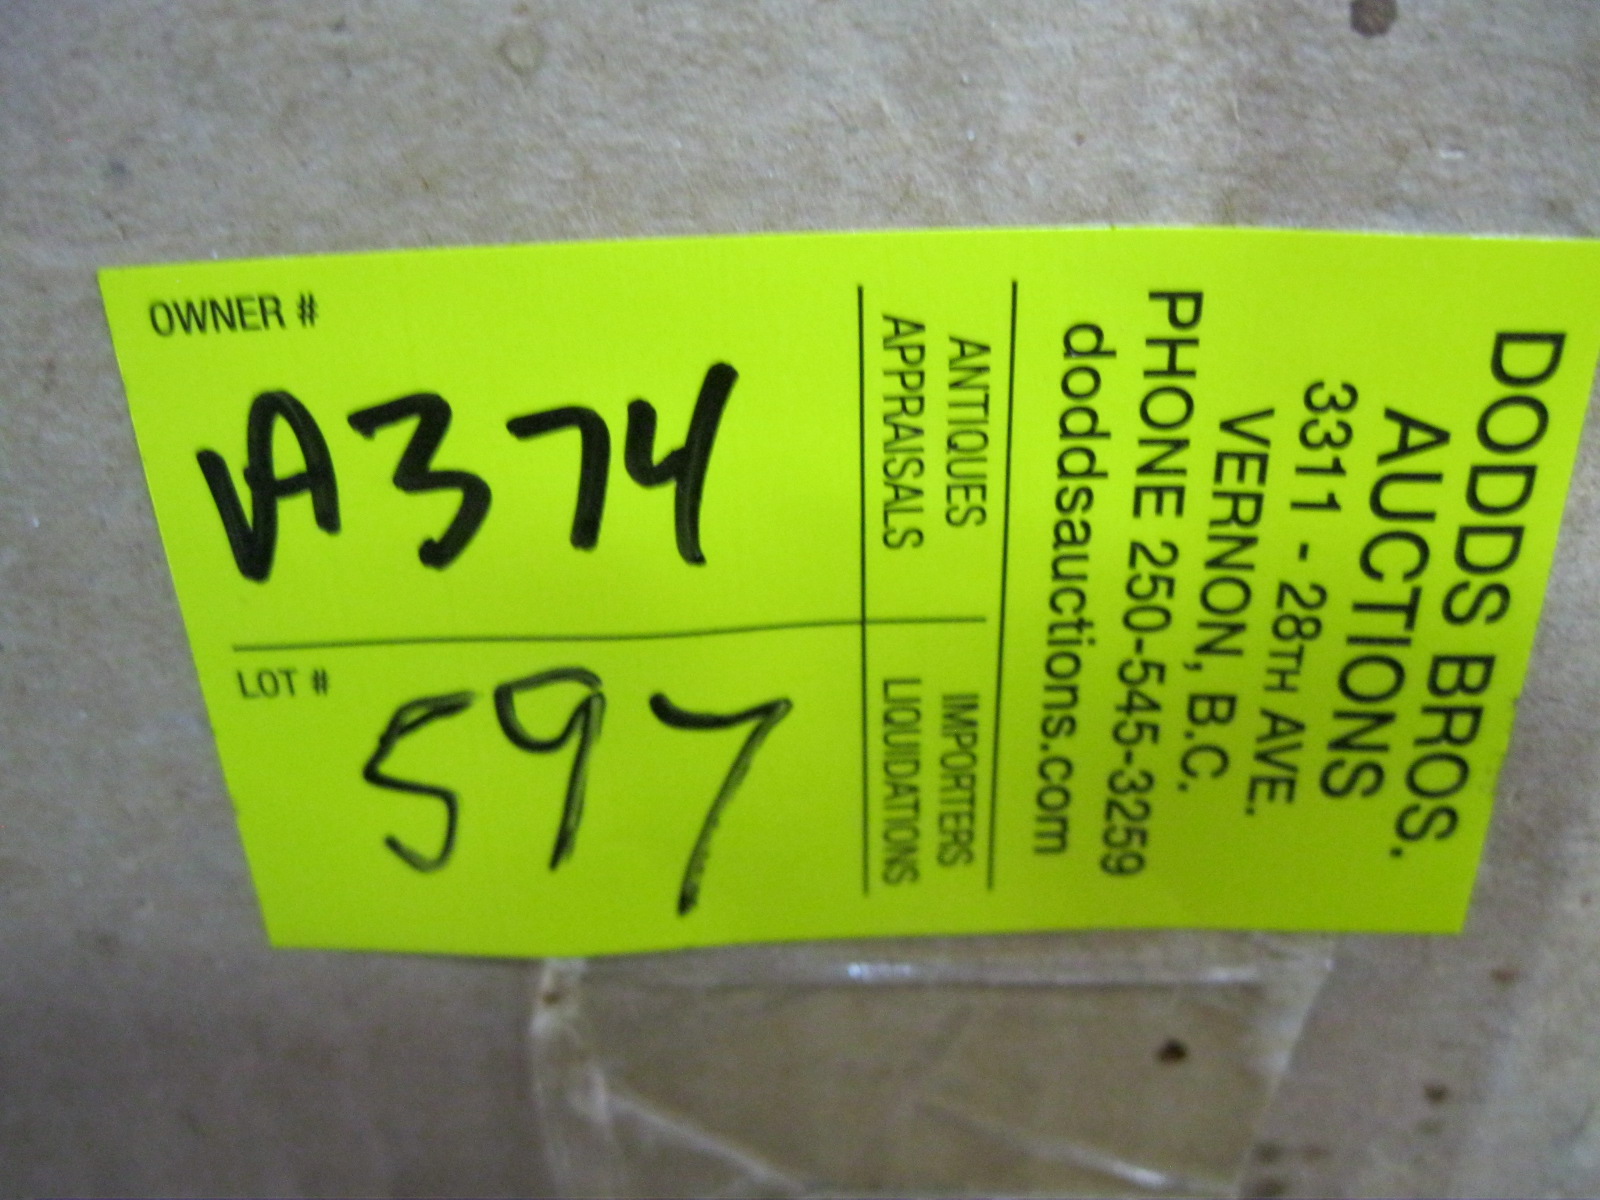 DODDS BROS.
AUCTIONS
3311 - 28TH AVE.
VERNON, B.C.
PHONE 250-545-3259
doddsauctions.com
ANTIQUES
APPRAISALS
IMPORTERS
LIQUIDATIONS
OWNER #
A374
LOT #
597